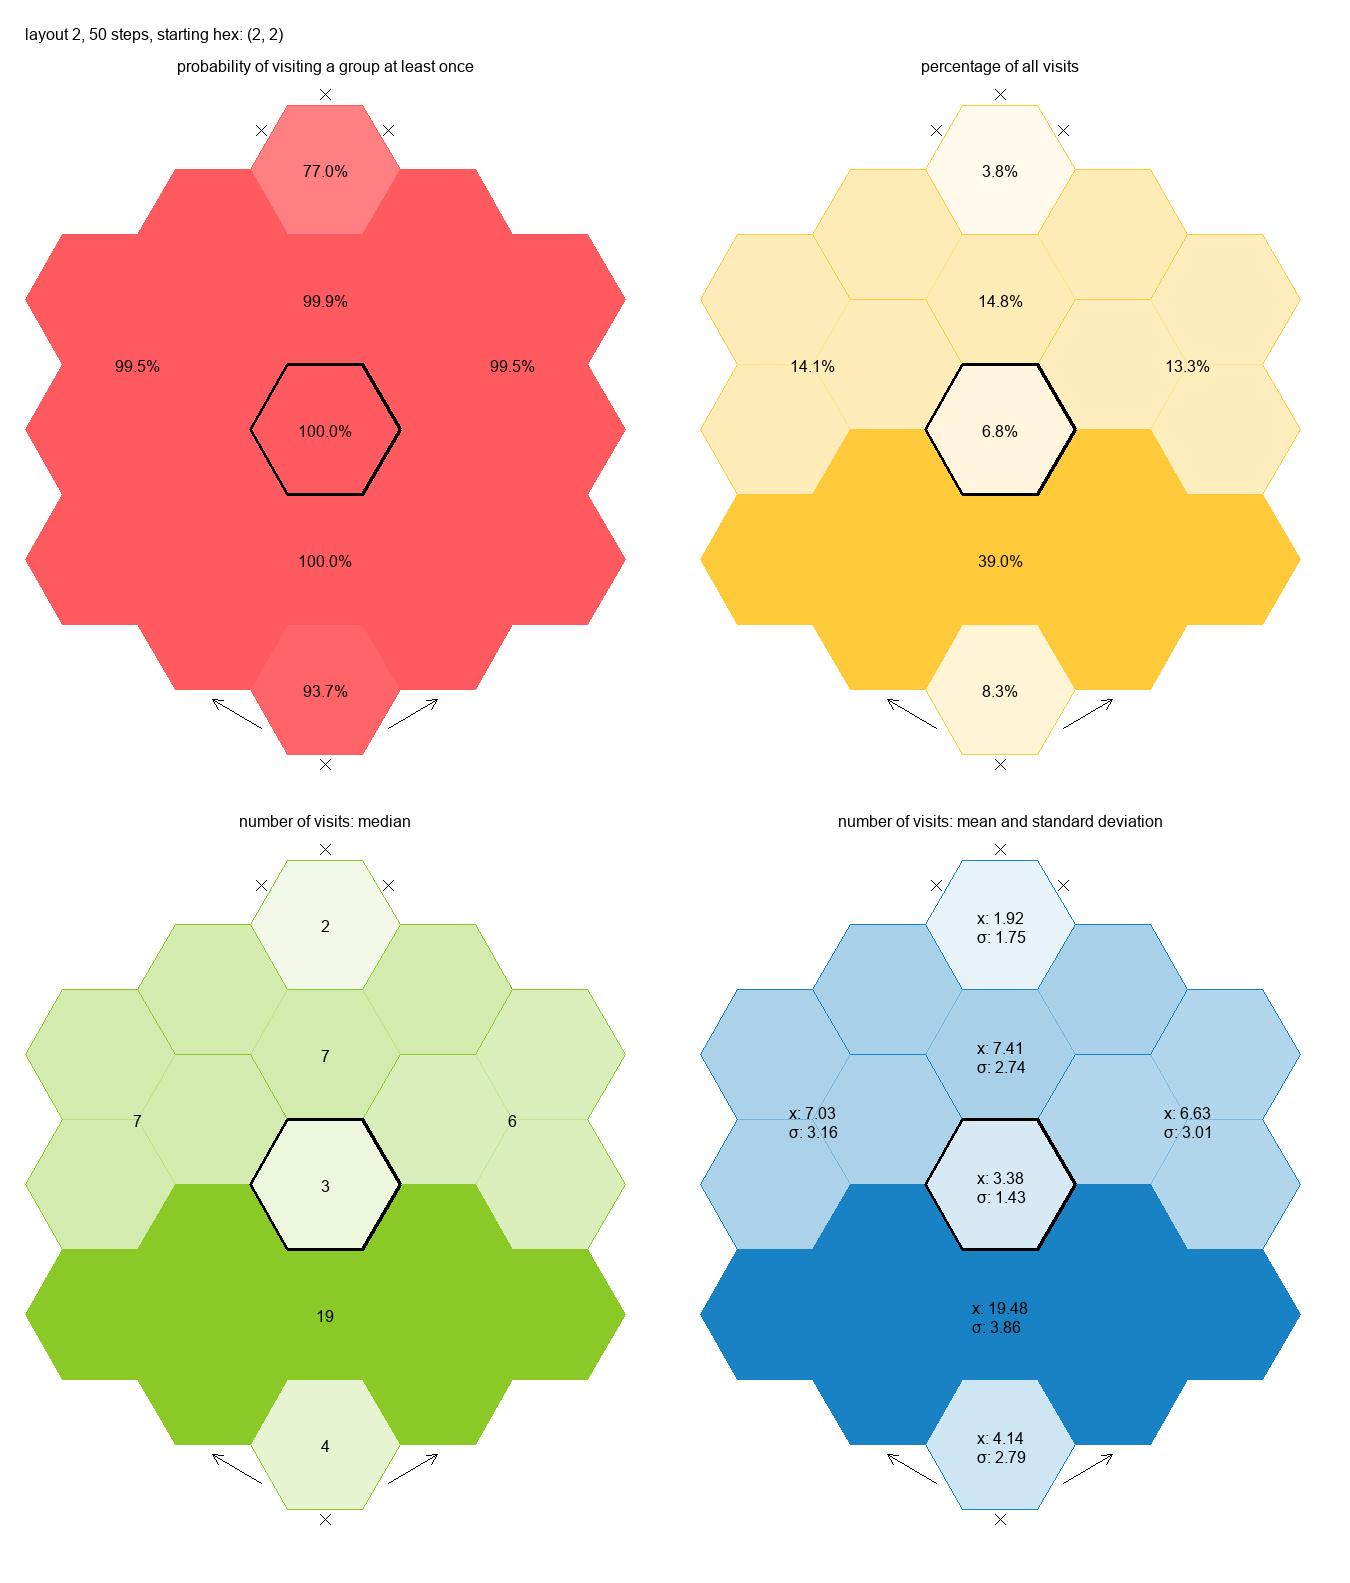 layout 2, 50 steps, starting hex: (2, 2)
probability of visiting a group at least once
77.0%
99.9%
99.5%
99.5%
100.0%
100.0%
93.7%
percentage of all visits
3.8%
14.8%
14.1%
13.3%
6.8%
39.0%
8.3%
number of visits: median
2
7
7
6
3
19
4
number of visits: mean and standard deviation
x: 1.92
σ: 1.75
x: 7.41
σ: 2.74
x: 7.03
σ: 3.16
x: 6.63
σ: 3.01
x: 3.38
σ: 1.43
x: 19.48
σ: 3.86
x: 4.14
σ: 2.79